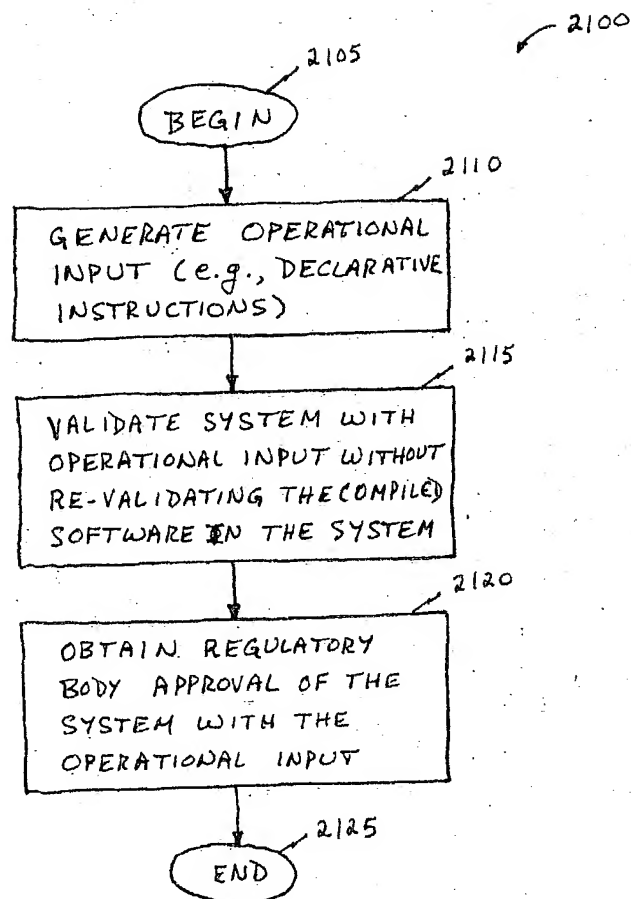 2100
2105
BEGIN
2110
GENERATE OPERATIONAL
INPUT (e.g., DECLARATIVE
INSTRUCTIONS)
2115
VALIDATE SYSTEM WITH
OPERATIONAL INPUT WITHOUT
RE-VALIDATING THE COMPILED
SOFTWARE IN THE SYSTEM
2120
OBTAIN REGULATORY
BODY APPROVAL OF THE
SYSTEM WITH THE
OPERATIONAL INPUT
2125
END